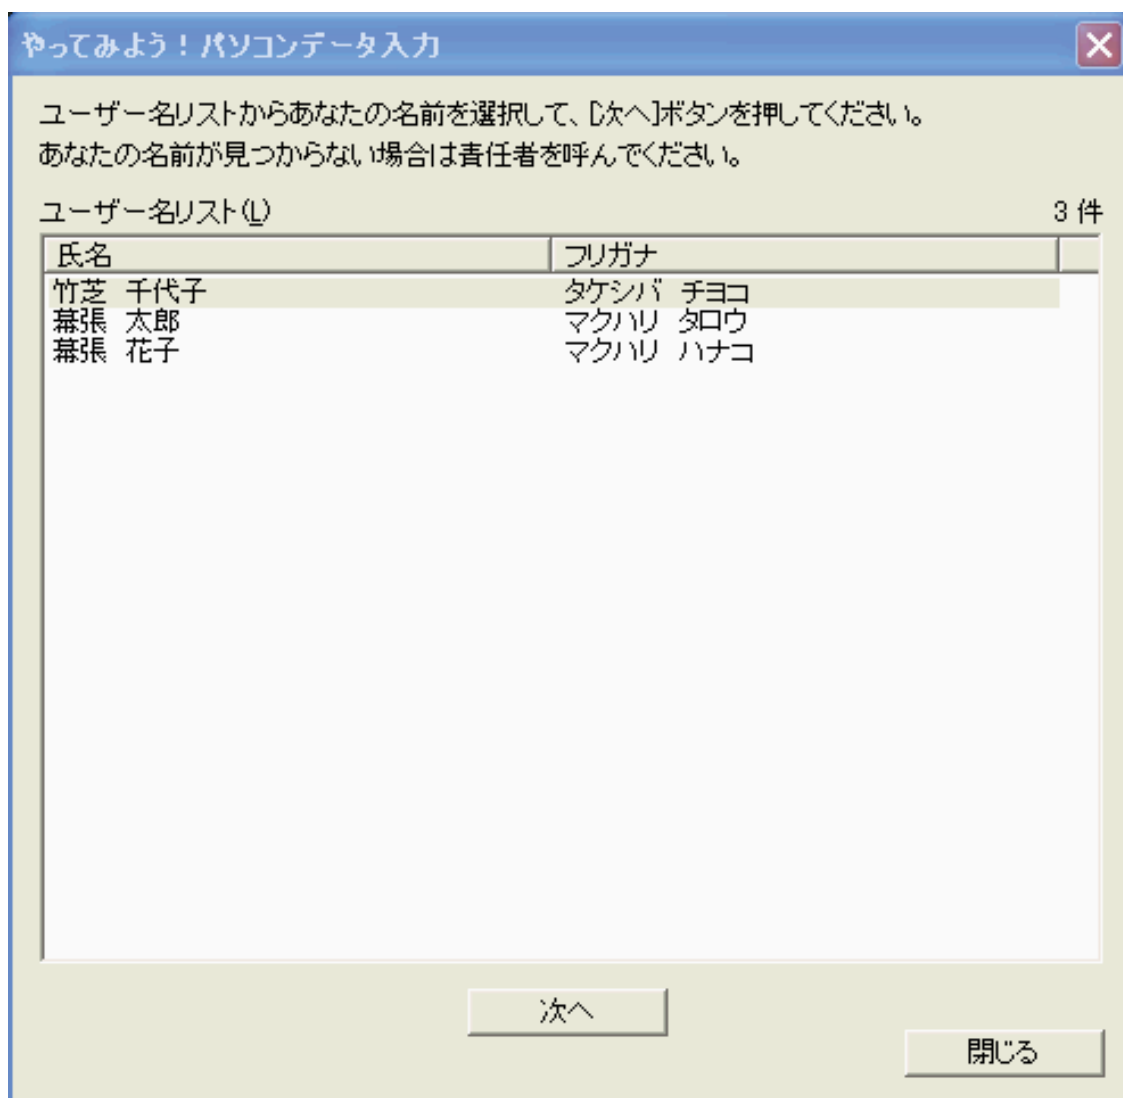 やってみよう！パソコンデータ入力
ユーザー名リストからあなたの名前を選択して、[次へ]ボタンを押してください。
あなたの名前が見つからない場合は責任者を呼んでください。
ユーザー名リスト(L) 3 件
氏名 フリガナ
竹芝 千代子 タケシバ チヨコ
幕張 太郎 マクハリ タロウ
幕張 花子 マクハリ ハナコ
次へ
閉じる